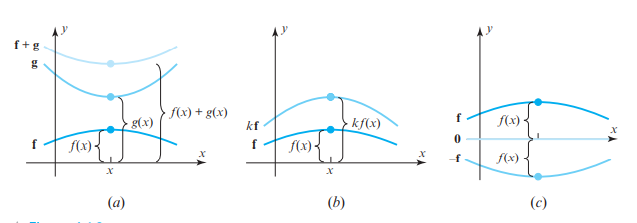 y
f + g
g
f(x) + g(x)
g(x)
f
f(x)
x
x
(a)
y
kf
kf(x)
f
f(x)
x
x
(b)
y
f
f(x)
0
x
–f
f(x)
(c)